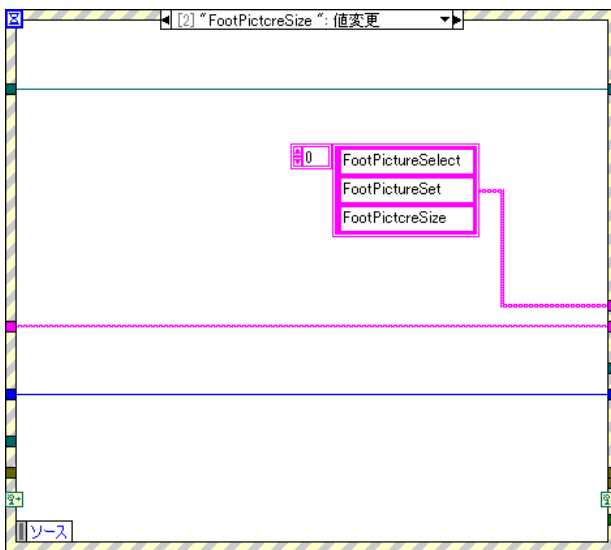 [2] "FootPictcreSize ": 値変更
0
FootPictureSelect
FootPictureSet
FootPictcreSize
ソース